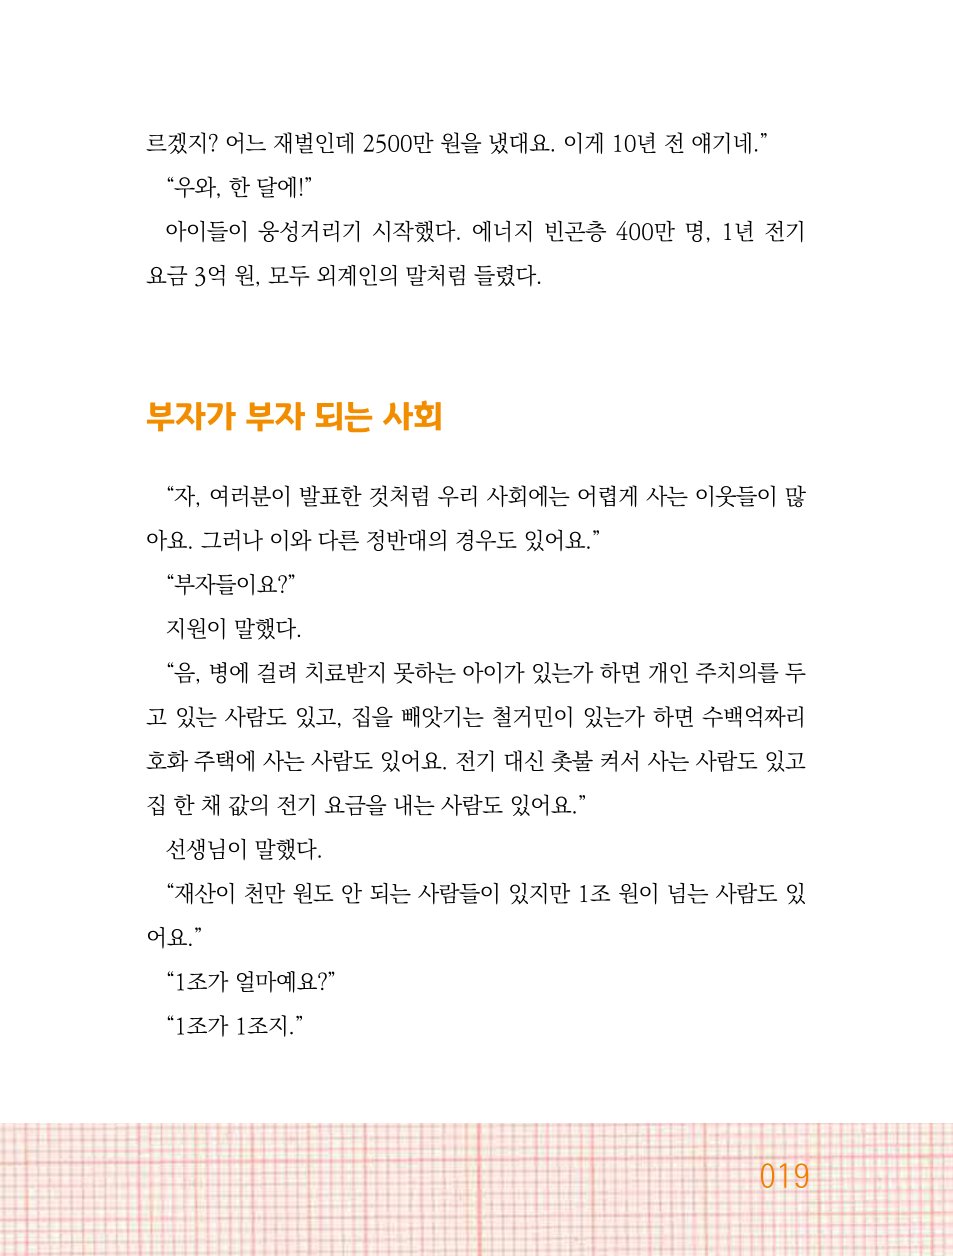 르겠지? 어느 재벌인데 2500만 원을 냈대요. 이게 10년 전 얘기네.”
“우와, 한 달에!”
아이들이 웅성거리기 시작했다. 에너지 빈곤층 400만 명, 1년 전기
요금 3억 원, 모두 외계인의 말처럼 들렸다.
부자가 부자 되는 사회
“자, 여러분이 발표한 것처럼 우리 사회에는 어렵게 사는 이웃들이 많
아요. 그러나 이와 다른 정반대의 경우도 있어요.”
“부자들이요?”
지원이 말했다.
“음, 병에 걸려 치료받지 못하는 아이가 있는가 하면 개인 주치의를 두
고 있는 사람도 있고, 집을 빼앗기는 철거민이 있는가 하면 수백억짜리
호화 주택에 사는 사람도 있어요. 전기 대신 촛불 켜서 사는 사람도 있고
집 한 채 값의 전기 요금을 내는 사람도 있어요.”
선생님이 말했다.
“재산이 천만 원도 안 되는 사람들이 있지만 1조 원이 넘는 사람도 있
어요.”
“1조가 얼마예요?”
“1조가 1조지.”
019